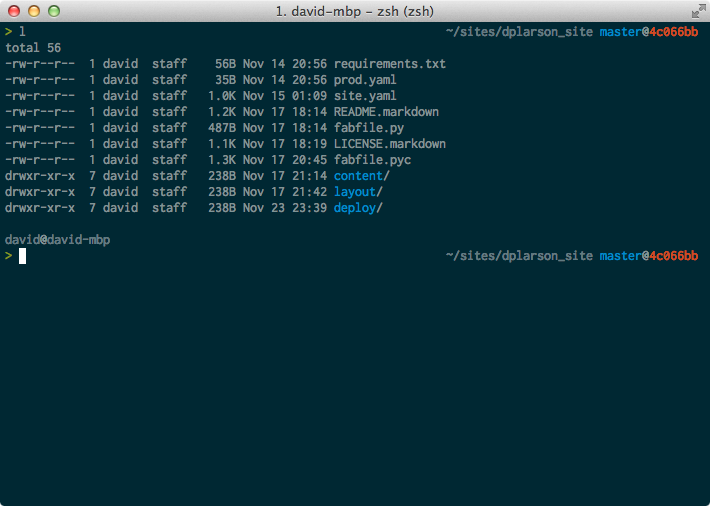 1. david-mbp – zsh (zsh)
> l ~/sites/dplarson_site master@4c066bb
total 56
-rw-r--r-- 1 david staff 56B Nov 14 20:56 requirements.txt
-rw-r--r-- 1 david staff 35B Nov 14 20:56 prod.yaml
-rw-r--r-- 1 david staff 1.0K Nov 15 01:09 site.yaml
-rw-r--r-- 1 david staff 1.2K Nov 17 18:14 README.markdown
-rw-r--r-- 1 david staff 487B Nov 17 18:14 fabfile.py
-rw-r--r-- 1 david staff 1.1K Nov 17 18:19 LICENSE.markdown
-rw-r--r-- 1 david staff 1.3K Nov 17 20:45 fabfile.pyc
drwxr-xr-x 7 david staff 238B Nov 17 21:14 content/
drwxr-xr-x 7 david staff 238B Nov 17 21:42 layout/
drwxr-xr-x 7 david staff 238B Nov 23 23:39 deploy/
david@david-mbp
> ~/sites/dplarson_site master@4c066bb